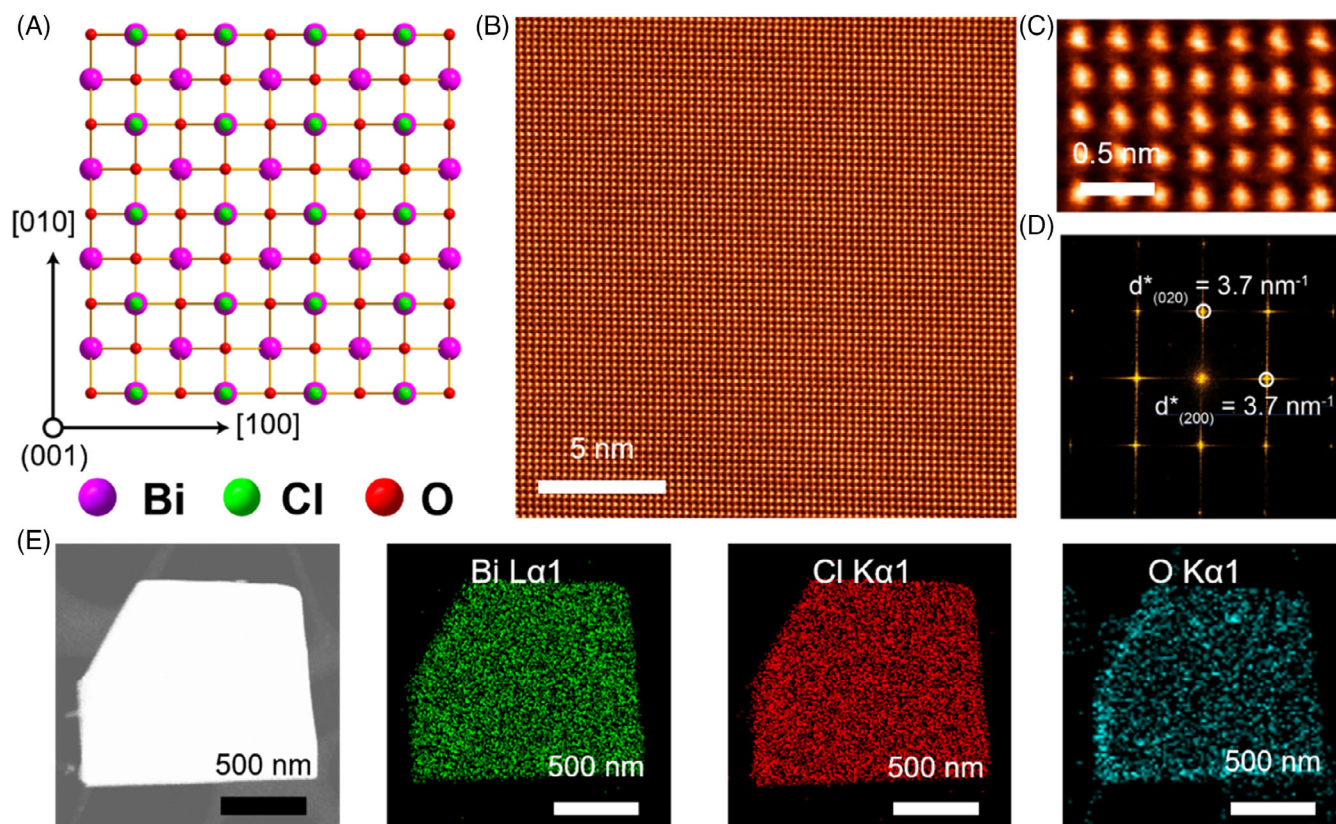 (A)
[010]
(001)
[100]
Bi
Cl
O
(B)
5 nm
(C)
0.5 nm
(D)
d*(020) = 3.7 nm-1
d*(200) = 3.7 nm-1
(E)
500 nm
Bi Lα1
500 nm
Cl Kα1
500 nm
O Kα1
500 nm